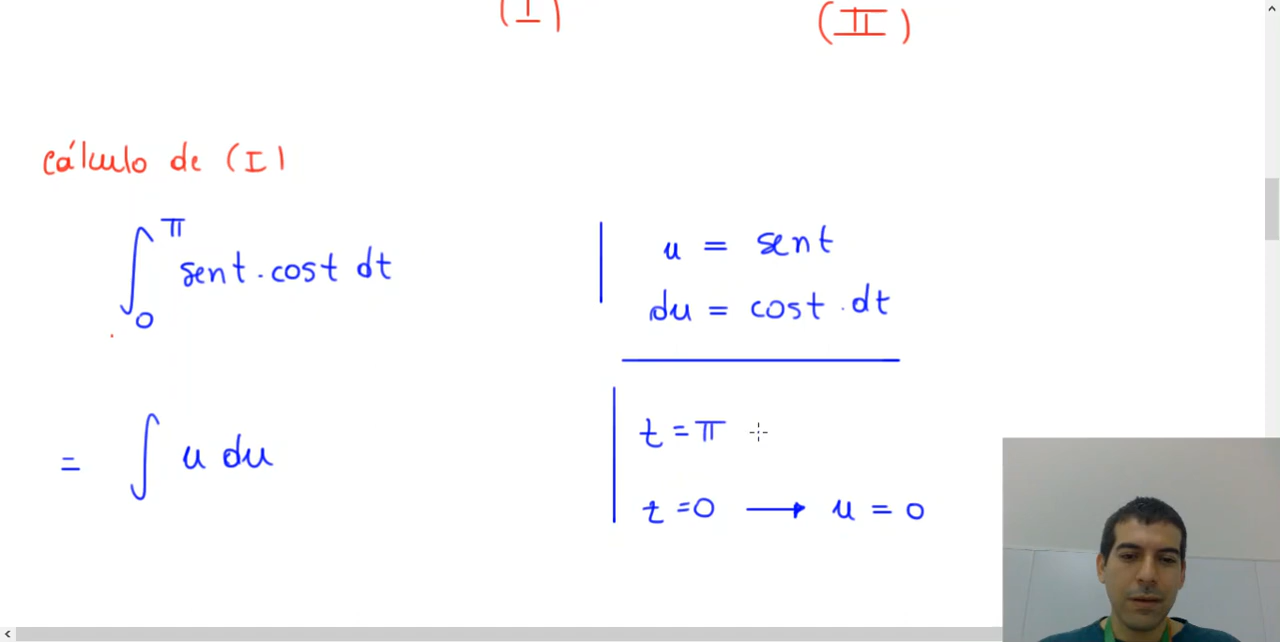 (I) (II)
cálculo de (I)
∫₀^π sent · cost dt
u = sent
du = cost · dt
= ∫ u du
t = π
t = 0 → u = 0